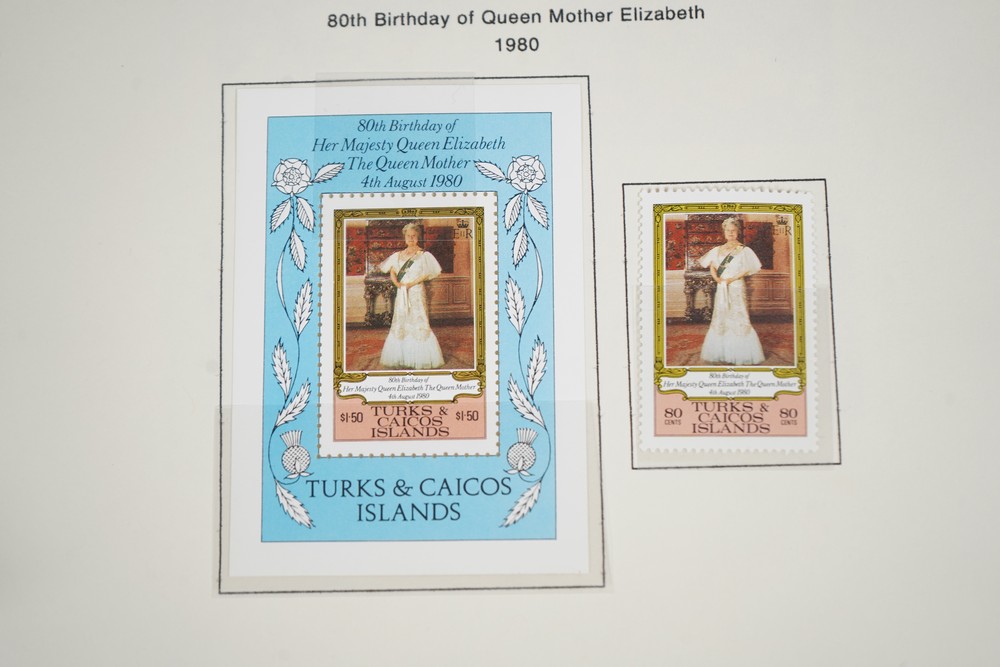 80th Birthday of Queen Mother Elizabeth
1980
80th Birthday of
Her Majesty Queen Elizabeth
The Queen Mother
4th August 1980
E R
80th Birthday of
Her Majesty Queen Elizabeth The Queen Mother
4th August 1980
$1·50 TURKS & $1·50
CAICOS
ISLANDS
TURKS & CAICOS
ISLANDS
E R
80th Birthday of
Her Majesty Queen Elizabeth The Queen Mother
4th August 1980
80 TURKS & 80
CENTS CAICOS CENTS
ISLANDS